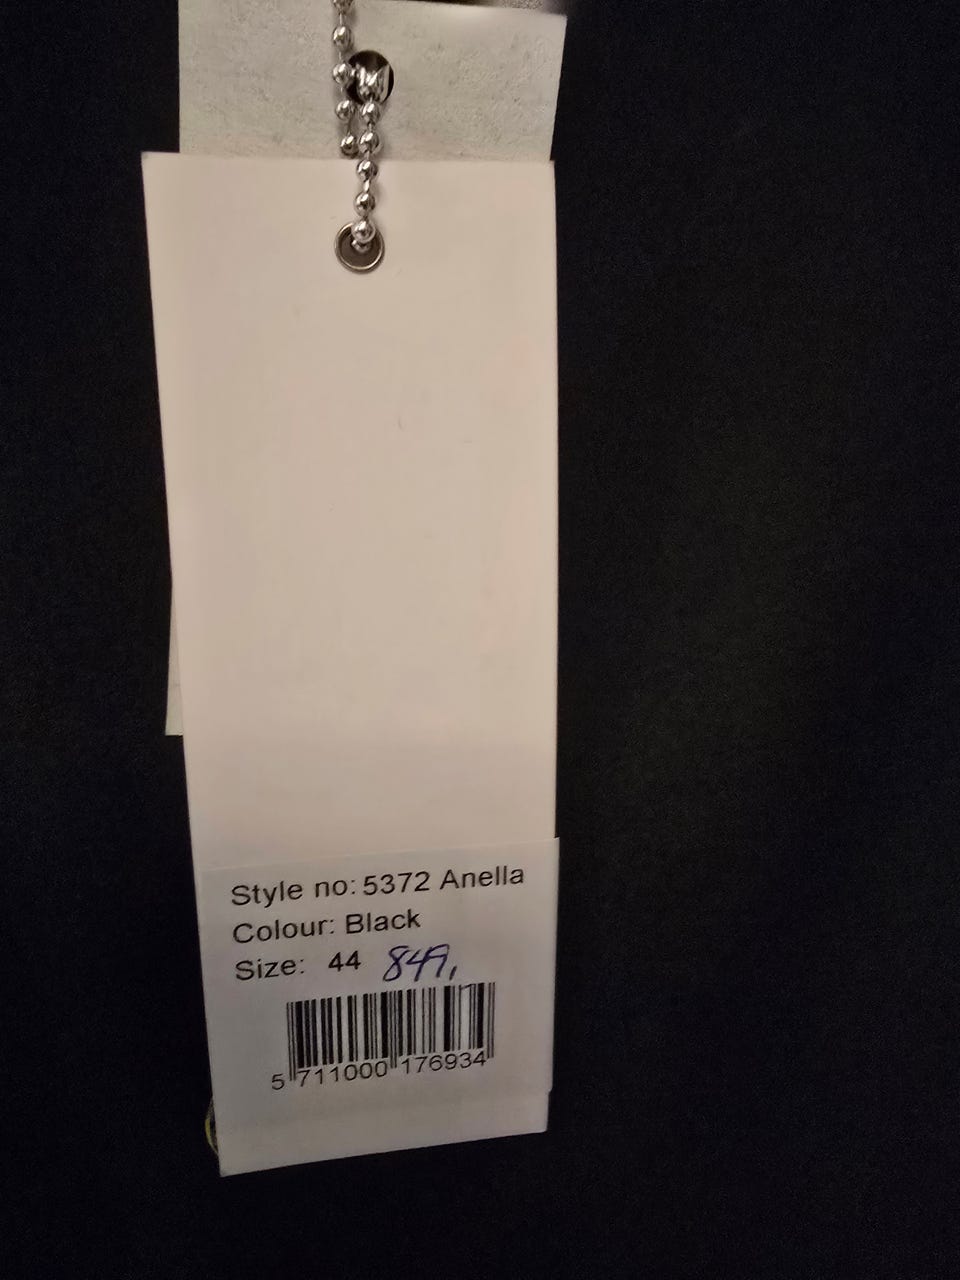 Style no: 5372 Anella
Colour: Black
Size: 44 849,
5 711000 176934